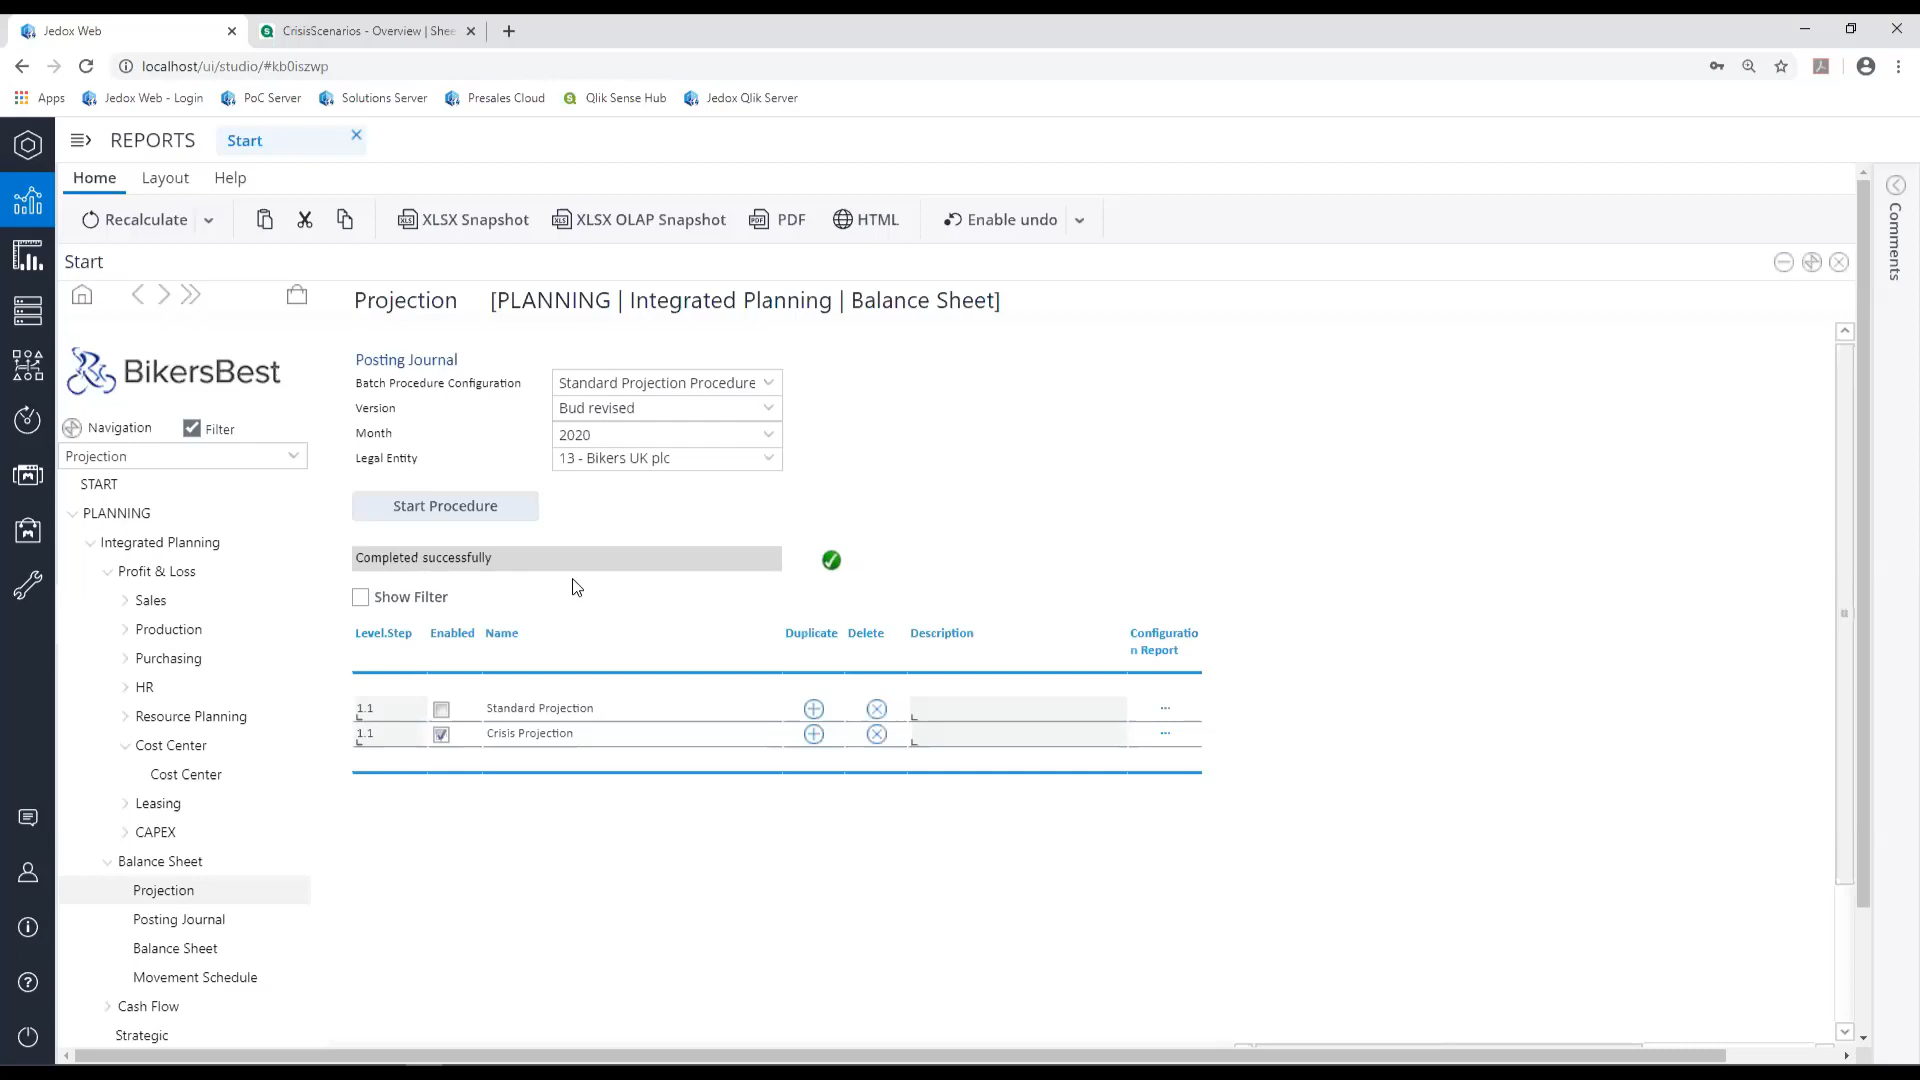 Jedox Web
CrisisScenarios - Overview | Shee
localhost/ui/studio/#kb0iszwp
Apps
Jedox Web - Login
PoC Server
Solutions Server
Presales Cloud
Qlik Sense Hub
Jedox Qlik Server
REPORTS
Start
Home
Layout
Help
Recalculate
XLSX Snapshot
XLSX OLAP Snapshot
PDF
HTML
Enable undo
Comments
Start
Projection
[PLANNING | Integrated Planning | Balance Sheet]
BikersBest
Navigation
Filter
Projection
START
PLANNING
Integrated Planning
Profit & Loss
Sales
Production
Purchasing
HR
Resource Planning
Cost Center
Cost Center
Leasing
CAPEX
Balance Sheet
Projection
Posting Journal
Balance Sheet
Movement Schedule
Cash Flow
Strategic
Posting Journal
Batch Procedure Configuration
Standard Projection Procedure
Version
Bud revised
Month
2020
Legal Entity
13 - Bikers UK plc
Start Procedure
Completed successfully
Show Filter
Level.Step
Enabled
Name
Duplicate
Delete
Description
Configuratio
n Report
1.1
Standard Projection
...
1.1
Crisis Projection
...